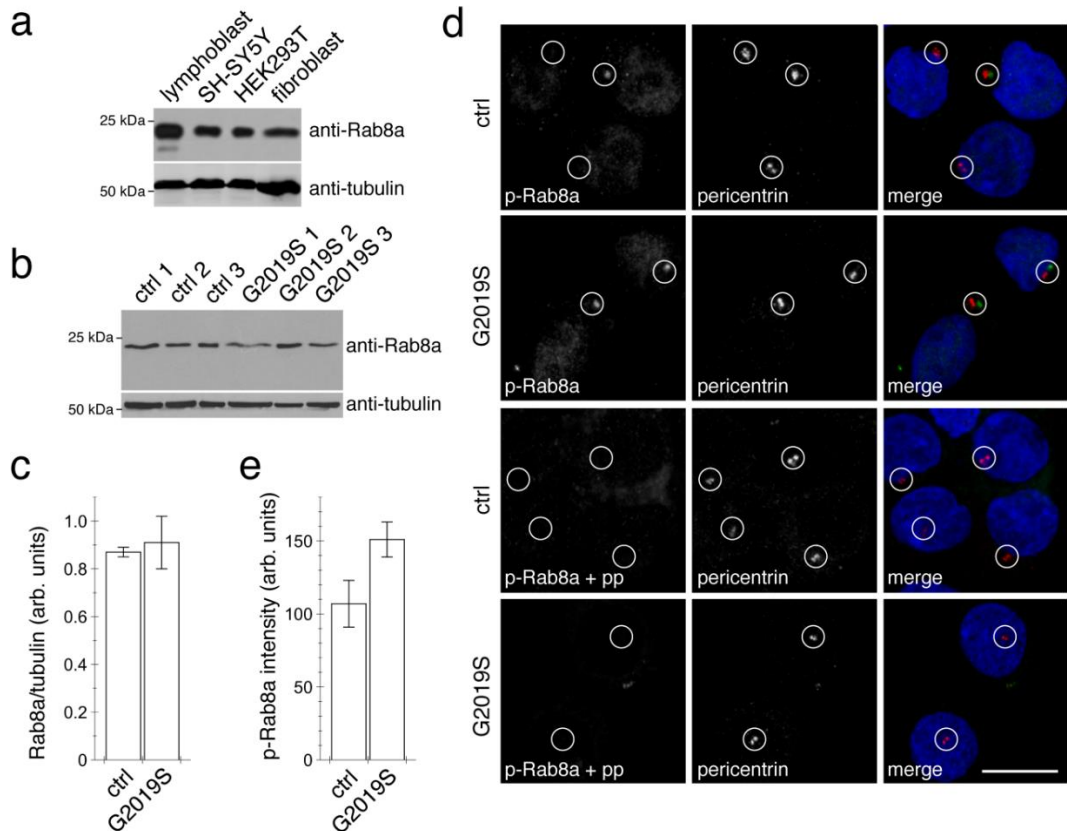 a
lymphoblast
SH-SY5Y
HEK293T
fibroblast
25 kDa
anti-Rab8a
50 kDa
anti-tubulin
b
ctrl 1
ctrl 2
ctrl 3
G2019S 1
G2019S 2
G2019S 3
25 kDa
anti-Rab8a
50 kDa
anti-tubulin
c
Rab8a/tubulin (arb. units)
1.0
0.8
0.6
0.4
0.2
0
ctrl
G2019S
e
p-Rab8a intensity (arb. units)
150
100
50
0
ctrl
G2019S
d
ctrl
p-Rab8a
pericentrin
merge
G2019S
p-Rab8a
pericentrin
merge
ctrl
p-Rab8a + pp
pericentrin
merge
G2019S
p-Rab8a + pp
pericentrin
merge